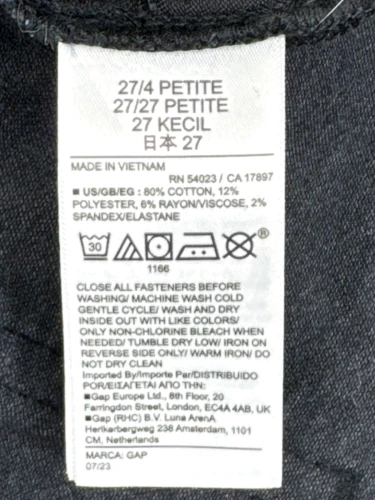 27/4 PETITE
27/27 PETITE
27 KECIL
日本 27
MADE IN VIETNAM
RN 54023 / CA 17897
■ US/GB/EG : 80% COTTON, 12%
POLYESTER, 6% RAYON/VISCOSE, 2%
SPANDEX/ELASTANE
30
®
1166
CLOSE ALL FASTENERS BEFORE
WASHING/ MACHINE WASH COLD
GENTLE CYCLE/ WASH AND DRY
INSIDE OUT WITH LIKE COLORS/
ONLY NON-CHLORINE BLEACH WHEN
NEEDED/ TUMBLE DRY LOW/ IRON ON
REVERSE SIDE ONLY/ WARM IRON/ DO
NOT DRY CLEAN
Imported By/Importe Par/DISTRIBUIDO
POR/ΕΙΣΑΓΕΤΑΙ ΑΠΟ ΤΗΝ:
■Gap Europe Ltd., 8th Floor, 20
Farringdon Street, London, EC4A 4AB, UK
■Gap (RHC) B.V. Luna ArenA
Herikerbergweg 238 Amsterdam, 1101
CM, Netherlands
MARCA: GAP
07/23